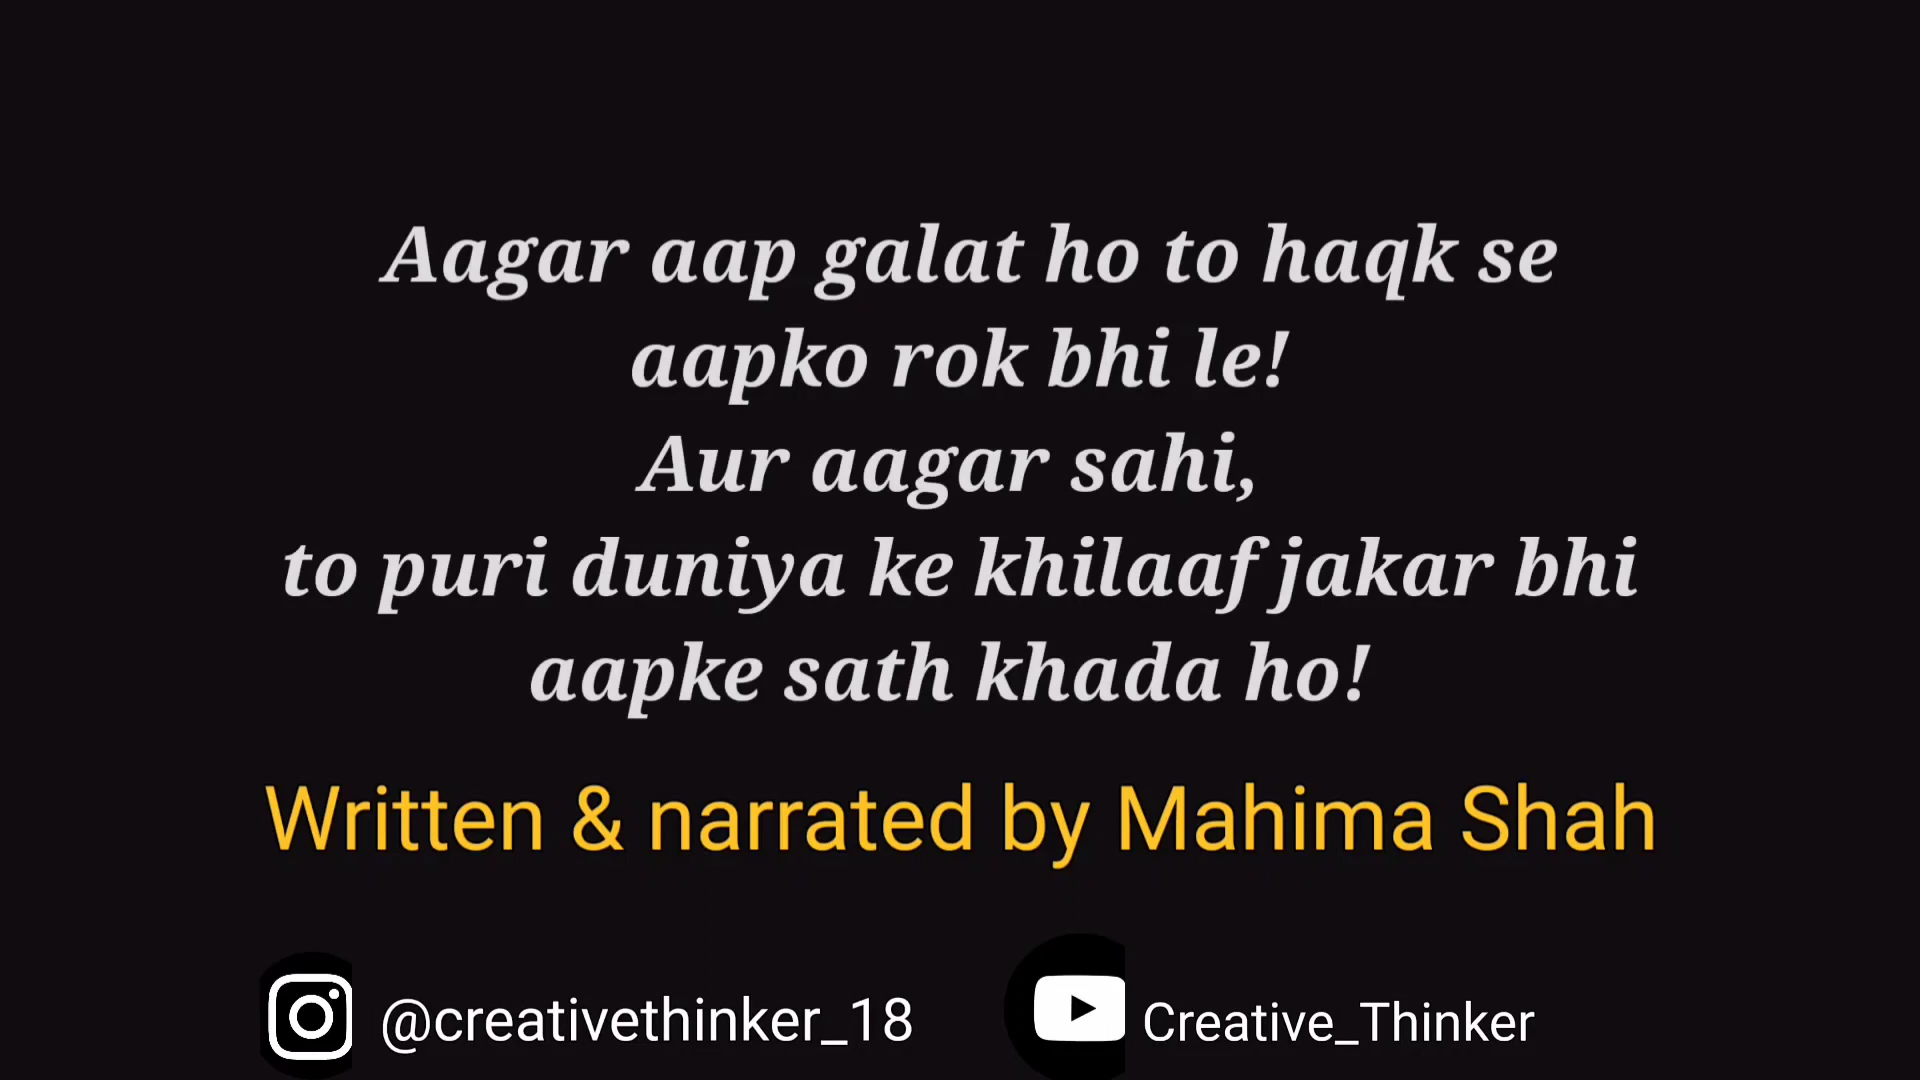 Aagar aap galat ho to haqk se
aapko rok bhi le!
Aur aagar sahi,
to puri duniya ke khilaaf jakar bhi
aapke sath khada ho!
Written & narrated by Mahima Shah
@creativethinker_18
Creative_Thinker